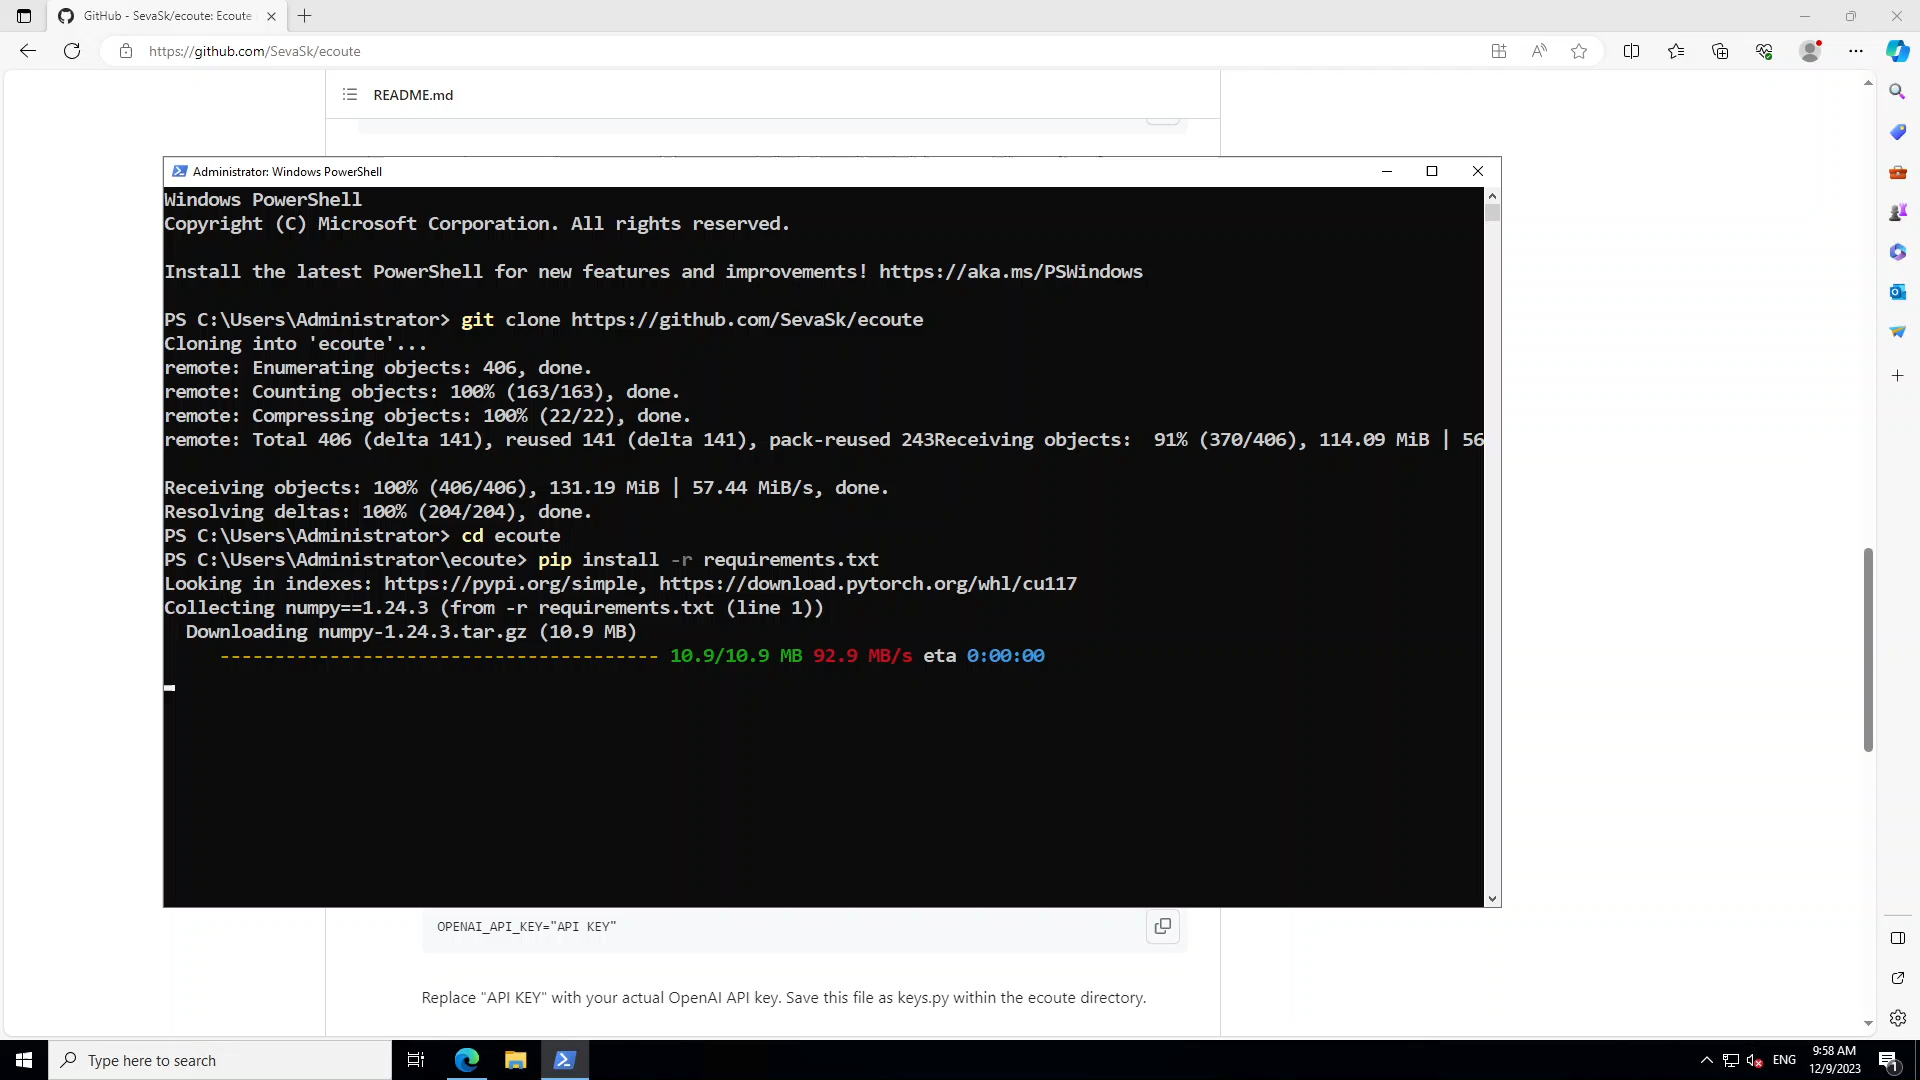 GitHub - SevaSk/ecoute: Ecoute
https://github.com/SevaSk/ecoute
README.md
Administrator: Windows PowerShell
Windows PowerShell
Copyright (C) Microsoft Corporation. All rights reserved.
Install the latest PowerShell for new features and improvements! https://aka.ms/PSWindows
PS C:\Users\Administrator> git clone https://github.com/SevaSk/ecoute
Cloning into 'ecoute'...
remote: Enumerating objects: 406, done.
remote: Counting objects: 100% (163/163), done.
remote: Compressing objects: 100% (22/22), done.
remote: Total 406 (delta 141), reused 141 (delta 141), pack-reused 243Receiving objects:  91% (370/406), 114.09 MiB | 56
Receiving objects: 100% (406/406), 131.19 MiB | 57.44 MiB/s, done.
Resolving deltas: 100% (204/204), done.
PS C:\Users\Administrator> cd ecoute
PS C:\Users\Administrator\ecoute> pip install -r requirements.txt
Looking in indexes: https://pypi.org/simple, https://download.pytorch.org/whl/cu117
Collecting numpy==1.24.3 (from -r requirements.txt (line 1))
Downloading numpy-1.24.3.tar.gz (10.9 MB)
---------------------------------------- 10.9/10.9 MB 92.9 MB/s eta 0:00:00
OPENAI_API_KEY="API KEY"
Replace "API KEY" with your actual OpenAI API key. Save this file as keys.py within the ecoute directory.
Type here to search
ENG
9:58 AM
12/9/2023
1